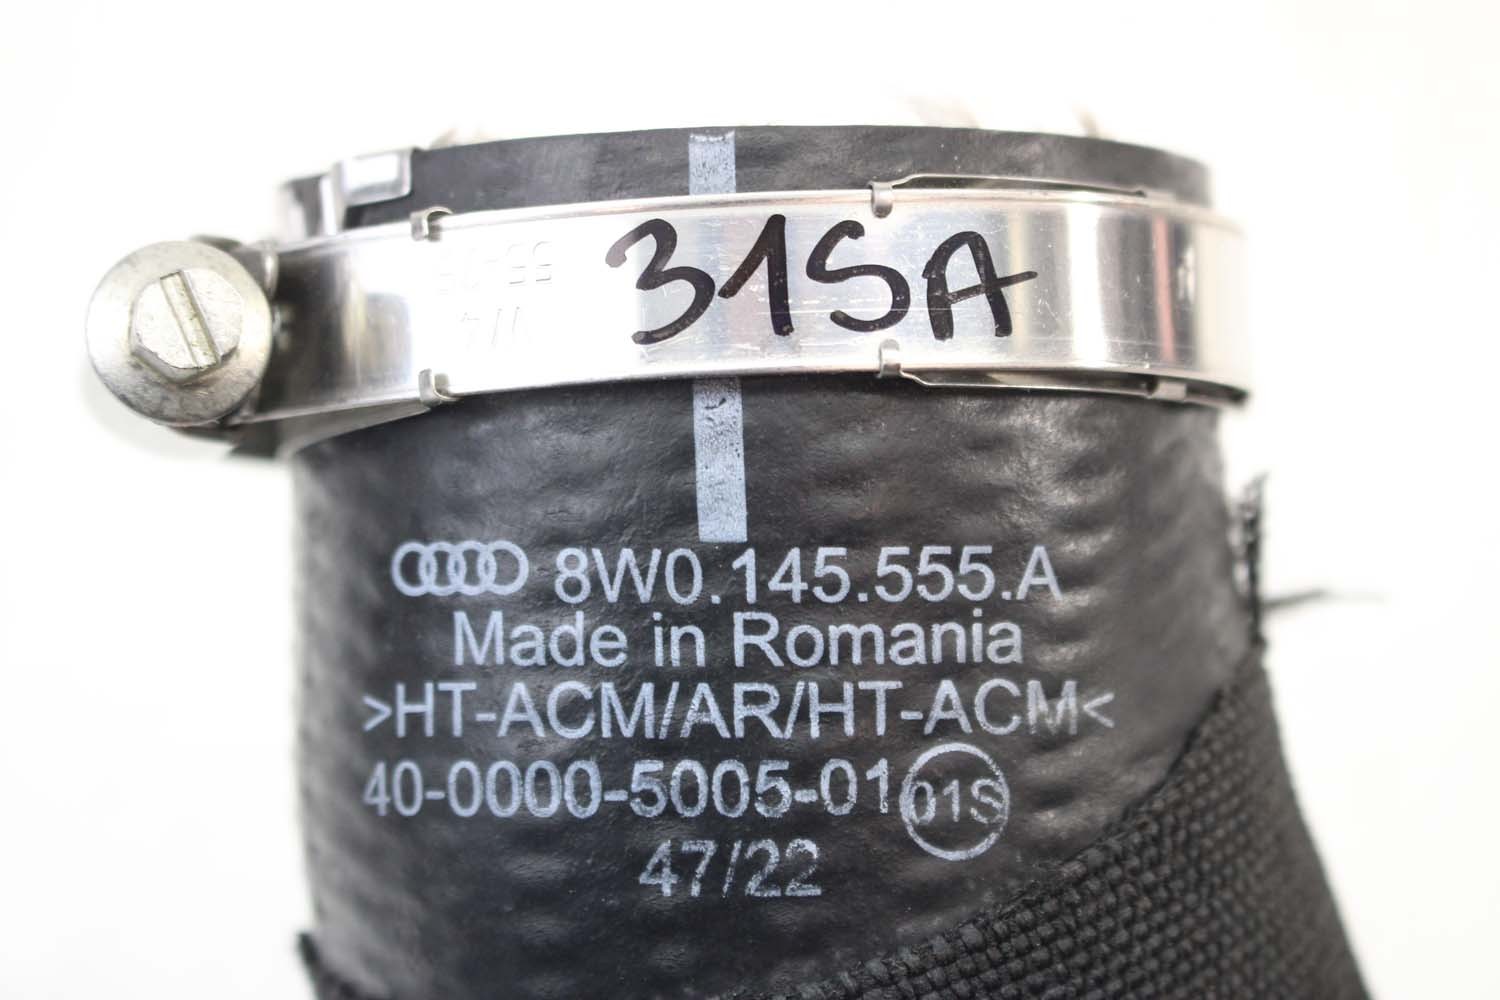 31SA
8W0.145.555.A
Made in Romania
>HT-ACM/AR/HT-ACM<
40-0000-5005-01 01S
47/22